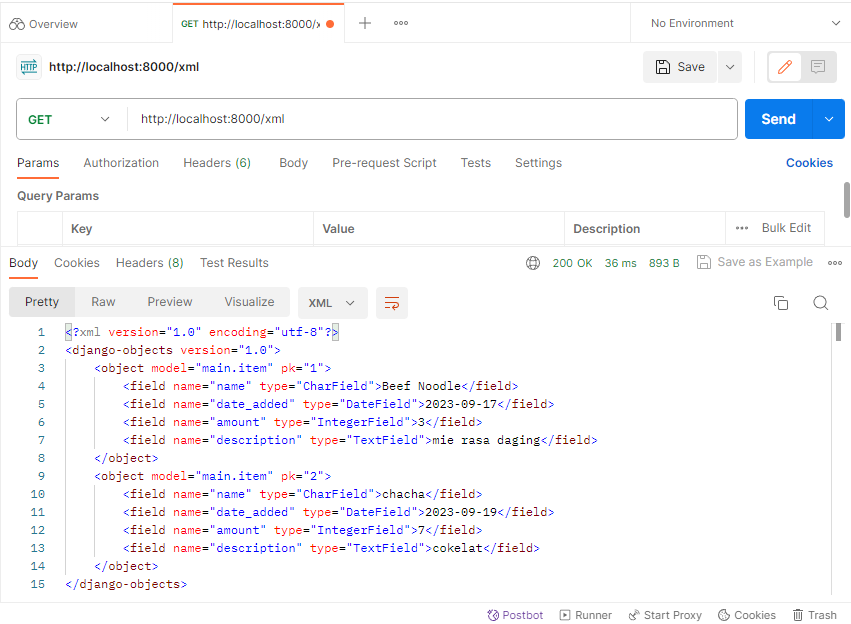 Overview
GET http://localhost:8000/x
No Environment
HTTP http://localhost:8000/xml
Save
GET http://localhost:8000/xml
Send
Params Authorization Headers (6) Body Pre-request Script Tests Settings Cookies
Query Params
Key Value Description Bulk Edit
Body Cookies Headers (8) Test Results 200 OK 36 ms 893 B Save as Example
Pretty Raw Preview Visualize XML
1 <?xml version="1.0" encoding="utf-8"?>
2 <django-objects version="1.0">
3 <object model="main.item" pk="1">
4 <field name="name" type="CharField">Beef Noodle</field>
5 <field name="date_added" type="DateField">2023-09-17</field>
6 <field name="amount" type="IntegerField">3</field>
7 <field name="description" type="TextField">mie rasa daging</field>
8 </object>
9 <object model="main.item" pk="2">
10 <field name="name" type="CharField">chacha</field>
11 <field name="date_added" type="DateField">2023-09-19</field>
12 <field name="amount" type="IntegerField">7</field>
13 <field name="description" type="TextField">cokelat</field>
14 </object>
15 </django-objects>
Postbot Runner Start Proxy Cookies Trash